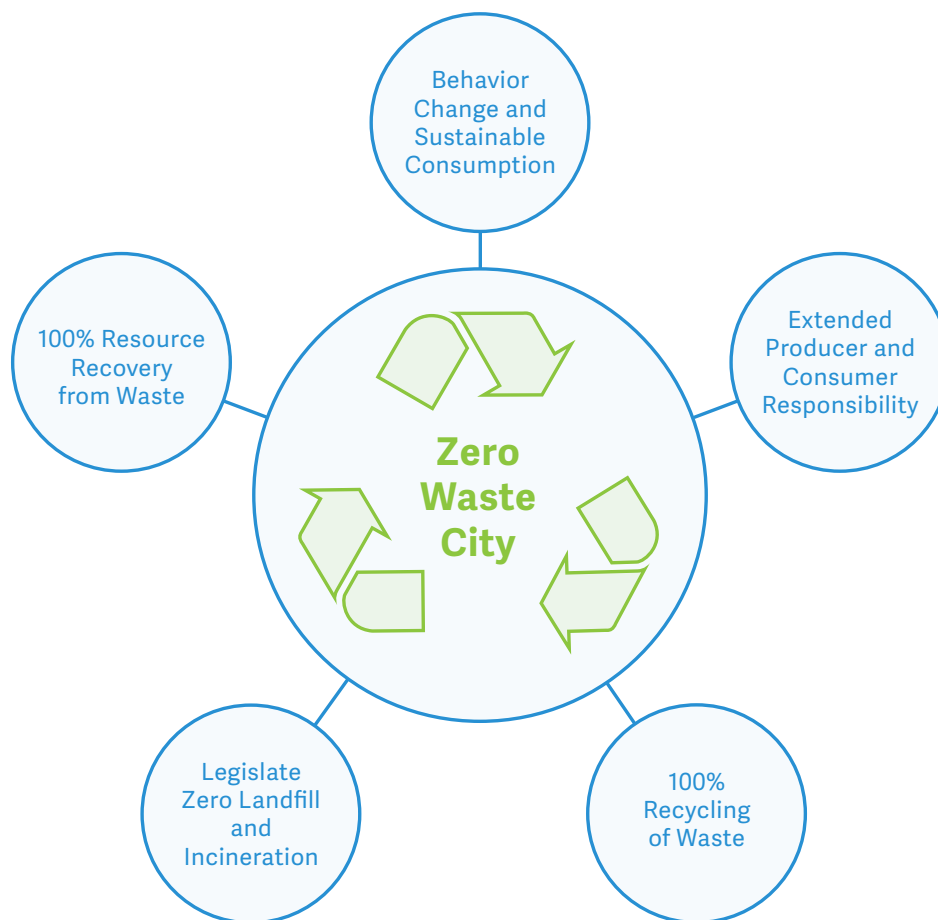 Behavior
Change and
Sustainable
Consumption
100% Resource
Recovery
from Waste
Extended
Producer and
Consumer
Responsibility
Zero
Waste
City
Legislate
Zero Landfill
and
Incineration
100%
Recycling
of Waste